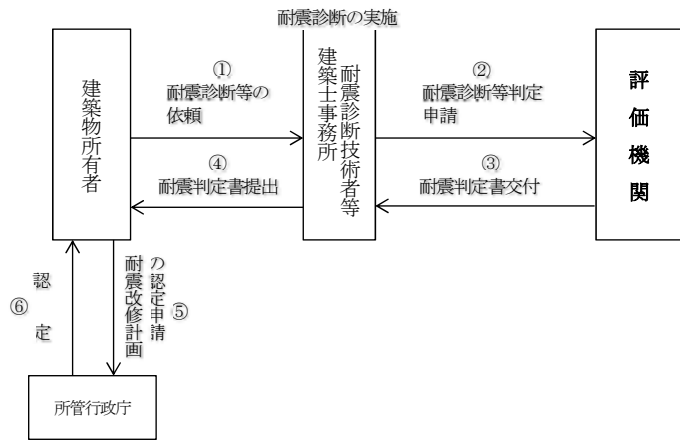 耐震診断の実施
建築物所有者
①
耐震診断等の
依頼
④
耐震判定書提出
耐震診断技術者等
建築士事務所
②
耐震診断等判定
申請
③
耐震判定書交付
評価機関
⑥
認定
⑤
耐震改修計画
の認定申請
所管行政庁